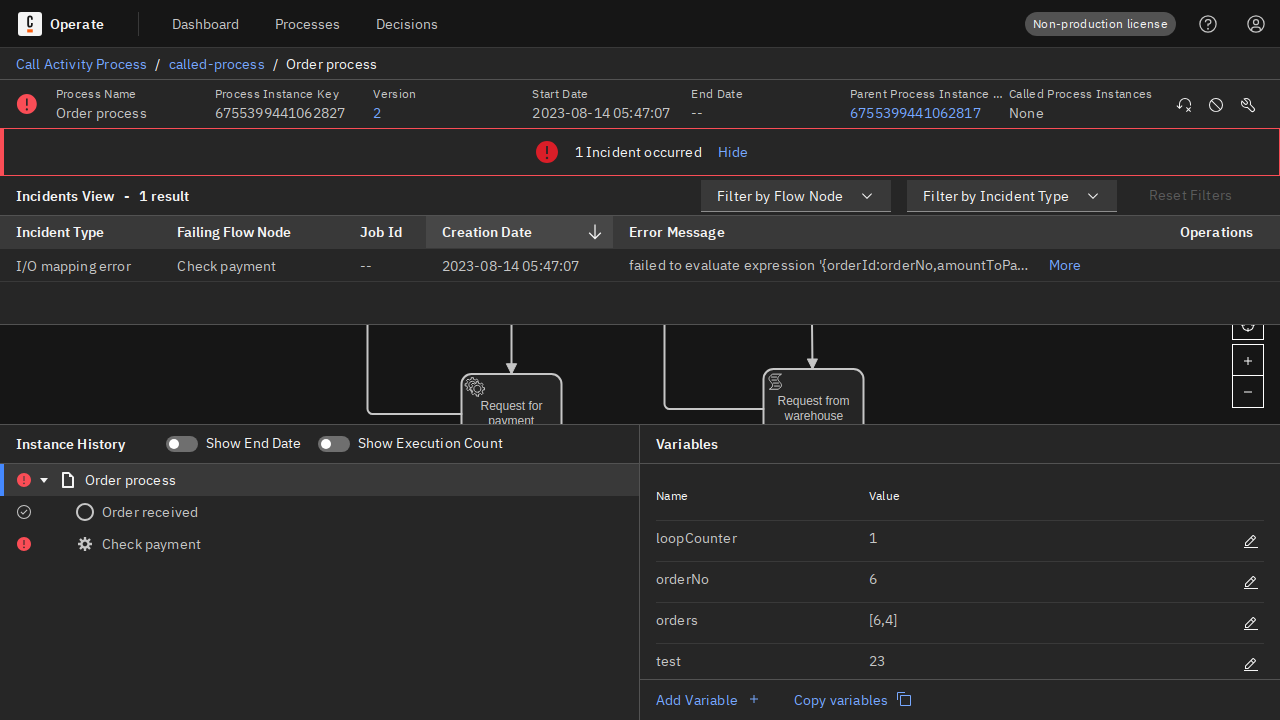 C Operate Dashboard Processes Decisions Non-production license
Call Activity Process / called-process / Order process
Process Name Process Instance Key Version Start Date End Date Parent Process Instance ... Called Process Instances
Order process 6755399441062827 2 2023-08-14 05:47:07 -- 6755399441062817 None
1 Incident occurred Hide
Incidents View - 1 result Filter by Flow Node Filter by Incident Type Reset Filters
Incident Type Failing Flow Node Job Id Creation Date Error Message Operations
I/O mapping error Check payment -- 2023-08-14 05:47:07 failed to evaluate expression '{orderId:orderNo,amountToPa... More
Request for
payment
Request from
warehouse
Instance History Show End Date Show Execution Count
Order process
Order received
Check payment
Variables
Name Value
loopCounter 1
orderNo 6
orders [6,4]
test 23
Add Variable + Copy variables